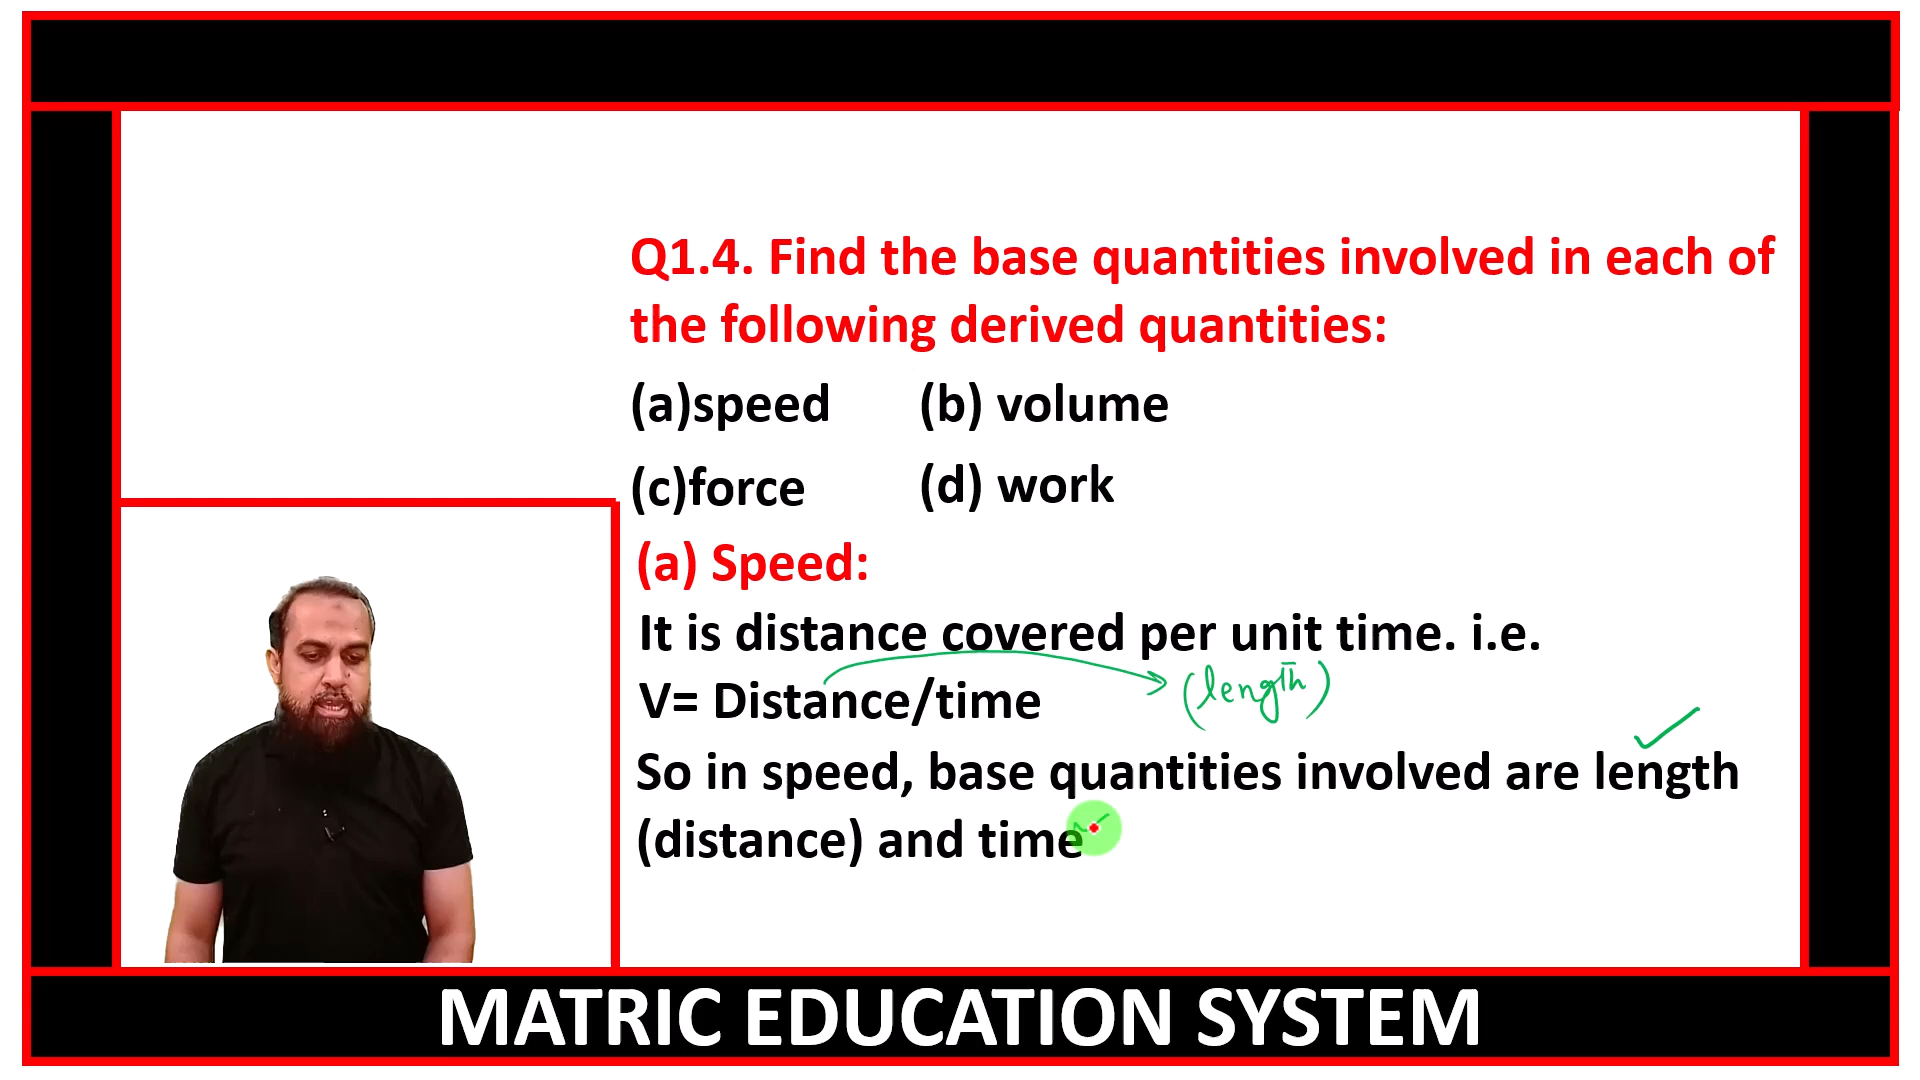 Q1.4. Find the base quantities involved in each of
the following derived quantities:
(a)speed (b) volume
(c)force (d) work
(a) Speed:
It is distance covered per unit time. i.e.
V= Distance/time (length)
So in speed, base quantities involved are length
(distance) and time
MATRIC EDUCATION SYSTEM